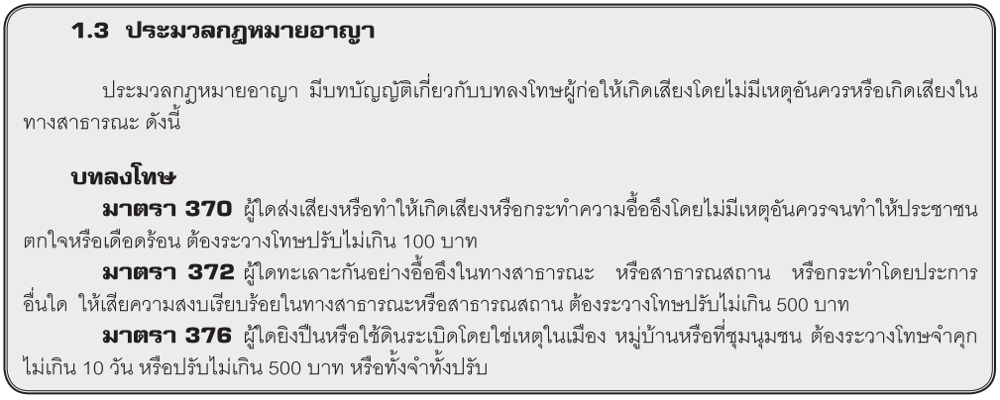 1.3 ประมวลกฎหมายอาญา
ประมวลกฎหมายอาญา มีบทบัญญัติเกี่ยวกับบทลงโทษผู้ก่อให้เกิดเสียงโดยไม่มีเหตุอันควรหรือเกิดเสียงใน
ทางสาธารณะ ดังนี้
บทลงโทษ
มาตรา 370 ผู้ใดส่งเสียงหรือทำให้เกิดเสียงหรือกระทำความอื้ออึงโดยไม่มีเหตุอันควรจนทำให้ประชาชน
ตกใจหรือเดือดร้อน ต้องระวางโทษปรับไม่เกิน 100 บาท
มาตรา 372 ผู้ใดทะเลาะกันอย่างอื้ออึงในทางสาธารณะ หรือสาธารณสถาน หรือกระทำโดยประการ
อื่นใด ให้เสียความสงบเรียบร้อยในทางสาธารณะหรือสาธารณสถาน ต้องระวางโทษปรับไม่เกิน 500 บาท
มาตรา 376 ผู้ใดยิงปืนหรือใช้ดินระเบิดโดยใช่เหตุในเมือง หมู่บ้านหรือที่ชุมนุมชน ต้องระวางโทษจำคุก
ไม่เกิน 10 วัน หรือปรับไม่เกิน 500 บาท หรือทั้งจำทั้งปรับ